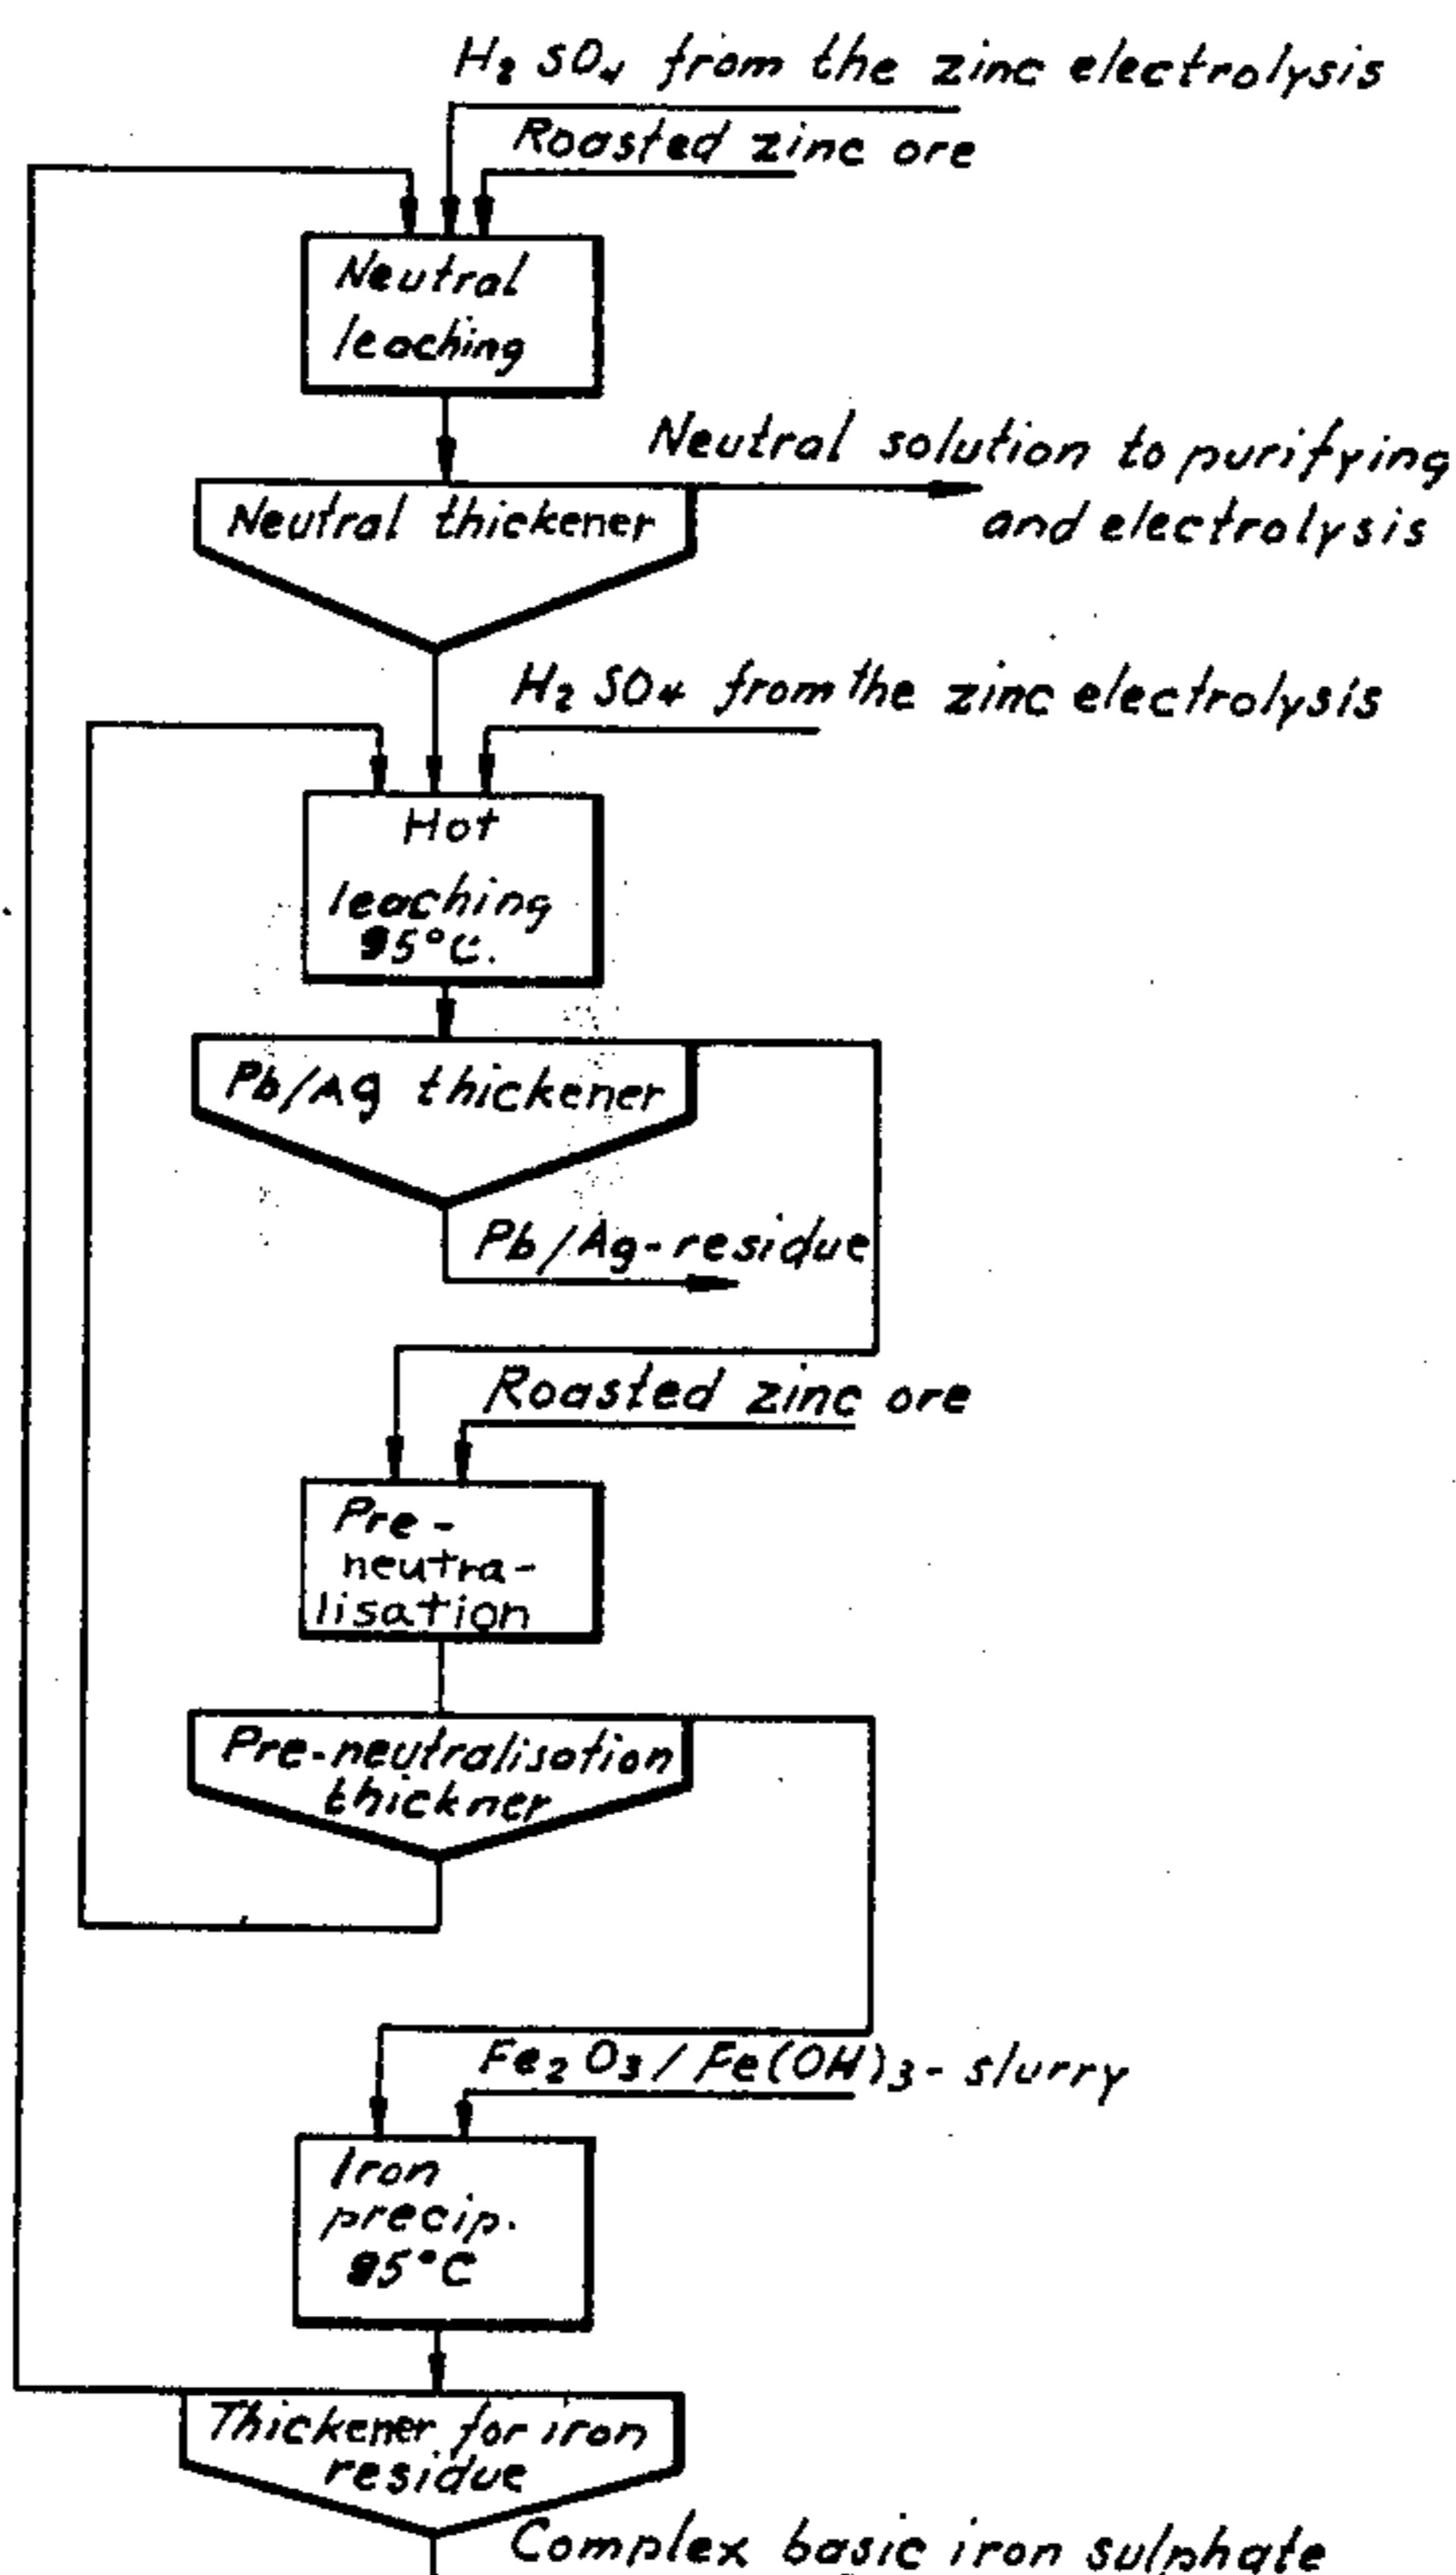 H₂SO₄ from the zinc electrolysis
Roasted zinc ore
Neutral
leaching
Neutral solution to purifying
and electrolysis
Neutral thickener
H₂SO₄ from the zinc electrolysis
Hot
leaching
95°C.
Pb/Ag thickener
Pb/Ag-residue
Roasted zinc ore
Pre-
neutra-
lisation
Pre-neutralisation
thickner
Fe₂O₃/Fe(OH)₃-slurry
Iron
precip.
95°C
Thickener for iron
residue
Complex basic iron sulphate